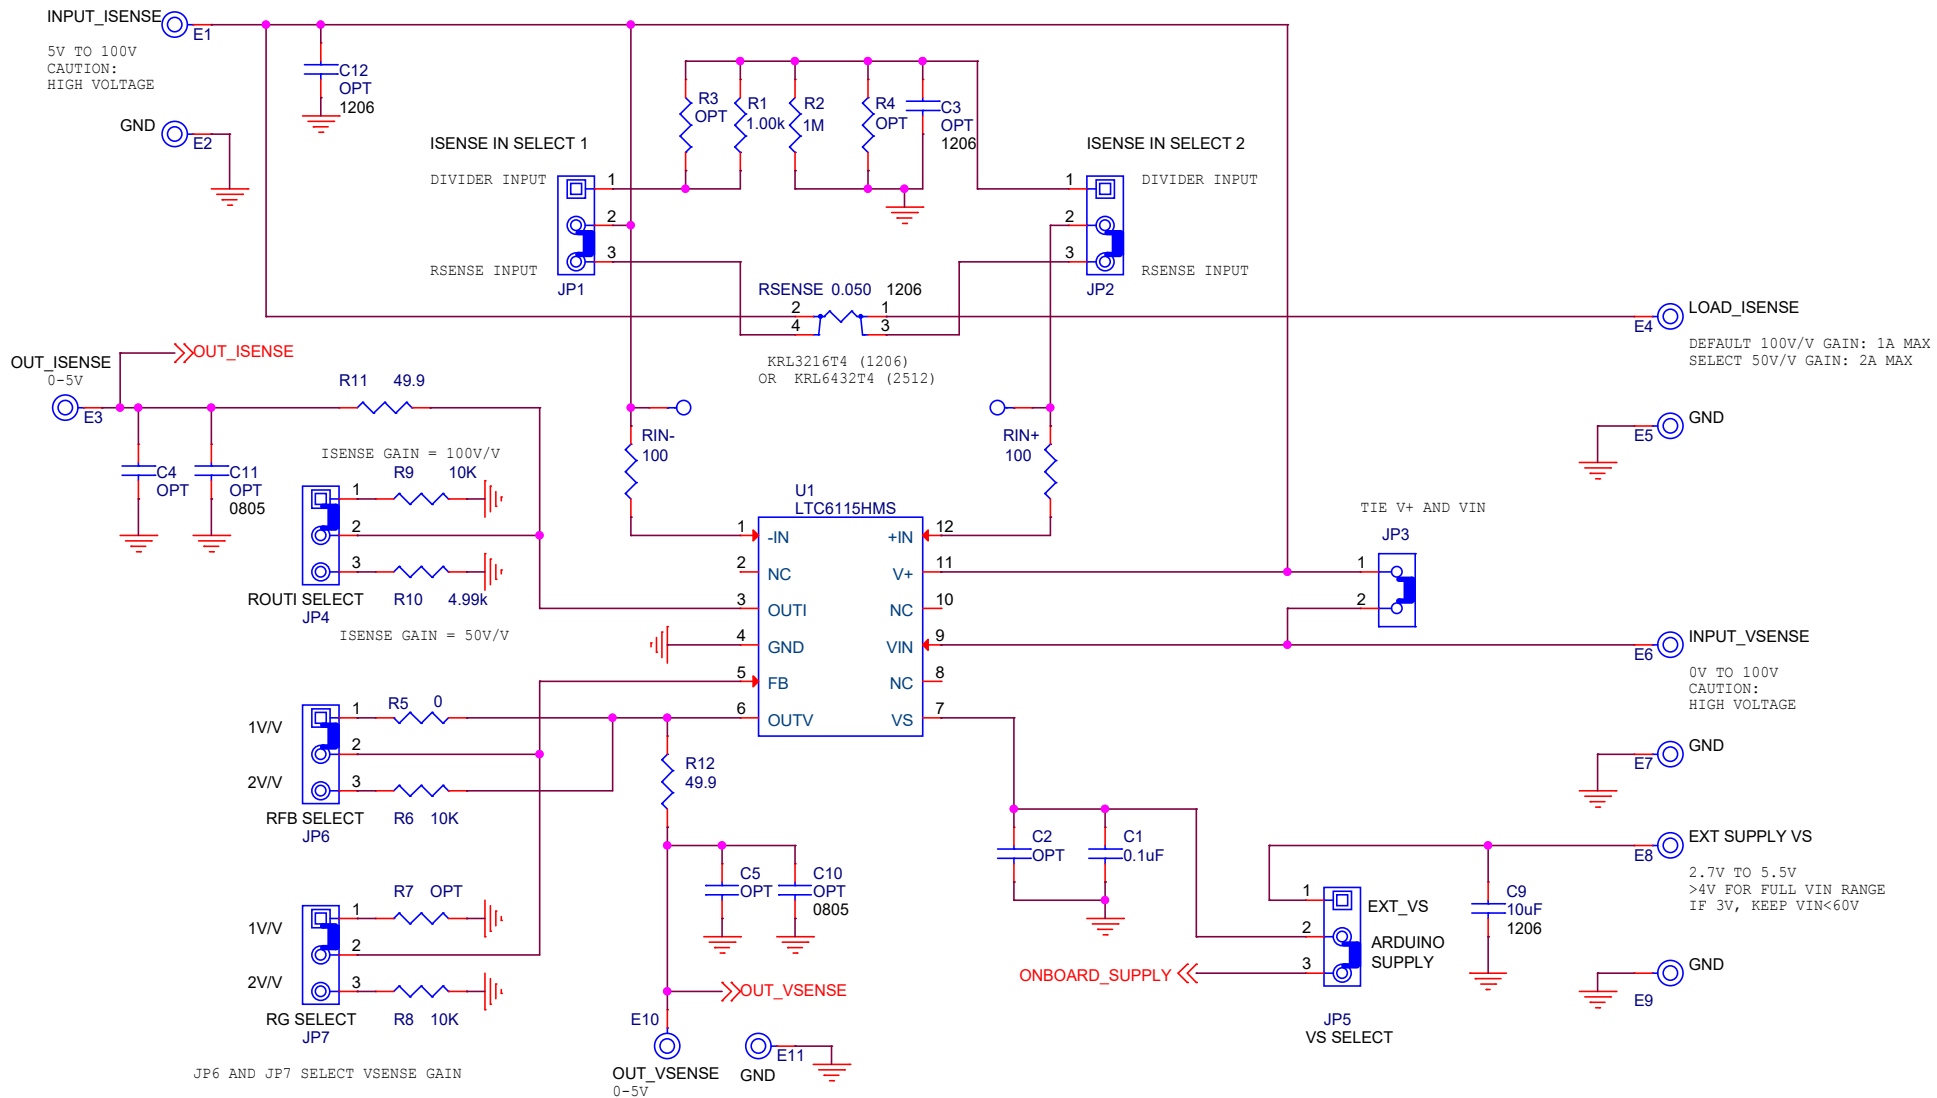 INPUT_ISENSE
E1
5V TO 100V
CAUTION:
HIGH VOLTAGE
C12
OPT
1206
GND
E2
ISENSE IN SELECT 1
DIVIDER INPUT
1
2
3
RSENSE INPUT
JP1
R3
OPT
R1
1.00k
R2
1M
R4
OPT
C3
OPT
1206
ISENSE IN SELECT 2
1
DIVIDER INPUT
2
3
RSENSE INPUT
JP2
RSENSE 0.050 1206
2
1
4
3
KRL3216T4 (1206)
OR KRL6432T4 (2512)
LOAD_ISENSE
E4
DEFAULT 100V/V GAIN: 1A MAX
SELECT 50V/V GAIN: 2A MAX
GND
E5
OUT_ISENSE
OUT_ISENSE
0-5V
E3
R11 49.9
C4
OPT
C11
OPT
0805
ISENSE GAIN = 100V/V
R9 10K
1
2
3
ROUTI SELECT
JP4
R10 4.99k
ISENSE GAIN = 50V/V
RIN-
100
RIN+
100
U1
LTC6115HMS
1
-IN
2
NC
3
OUTI
4
GND
5
FB
6
OUTV
12
+IN
11
V+
10
NC
9
VIN
8
NC
7
VS
TIE V+ AND VIN
JP3
1
2
INPUT_VSENSE
E6
0V TO 100V
CAUTION:
HIGH VOLTAGE
GND
E7
R5 0
1
1V/V
2
2V/V
3
RFB SELECT
JP6
R6 10K
R12
49.9
C5
OPT
C10
OPT
0805
C2
OPT
C1
0.1uF
EXT SUPPLY VS
E8
2.7V TO 5.5V
>4V FOR FULL VIN RANGE
IF 3V, KEEP VIN<60V
C9
10uF
1206
1
EXT_VS
2
ARDUINO
SUPPLY
3
ONBOARD_SUPPLY
JP5
VS SELECT
GND
E9
R7 OPT
1
1V/V
2
2V/V
3
RG SELECT
JP7
R8 10K
JP6 AND JP7 SELECT VSENSE GAIN
OUT_VSENSE
E10
OUT_VSENSE
0-5V
E11
GND